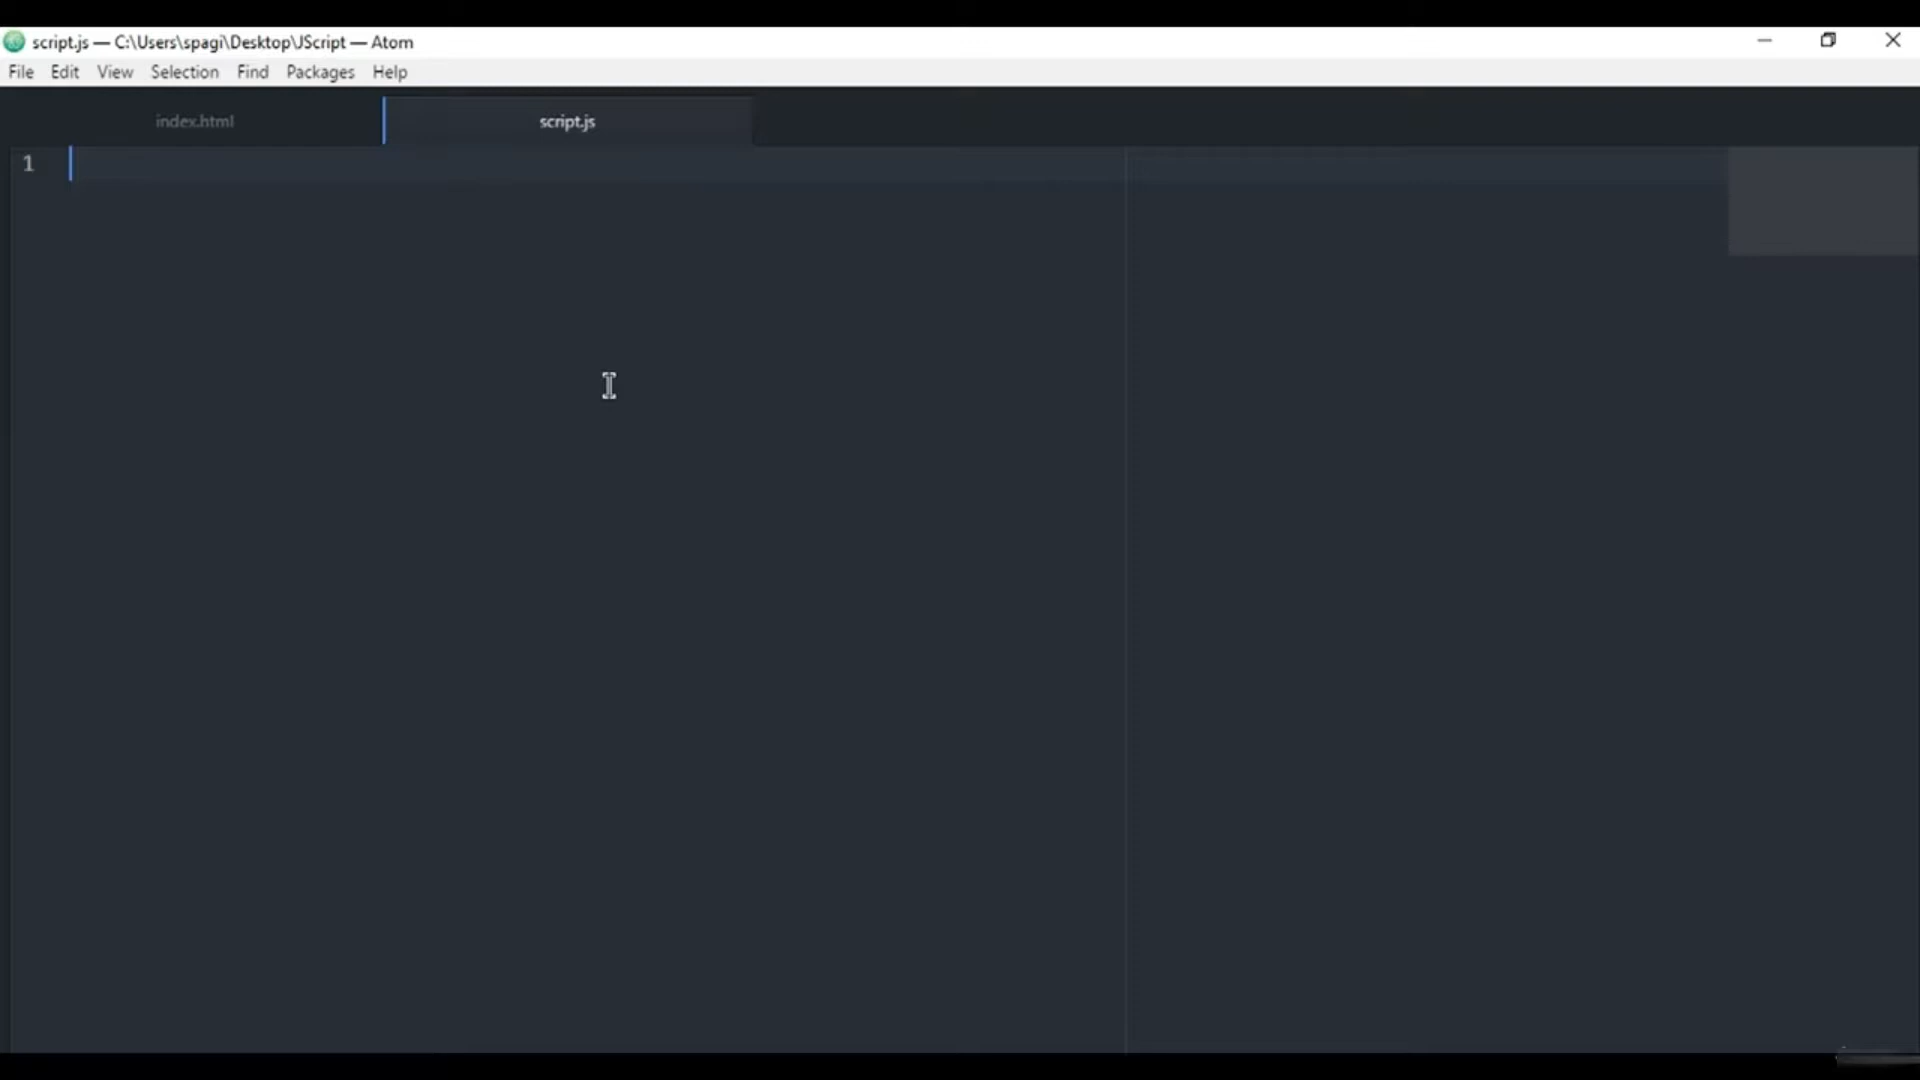 script.js — C:\Users\spagi\Desktop\JScript — Atom
File Edit View Selection Find Packages Help
index.html script.js
1